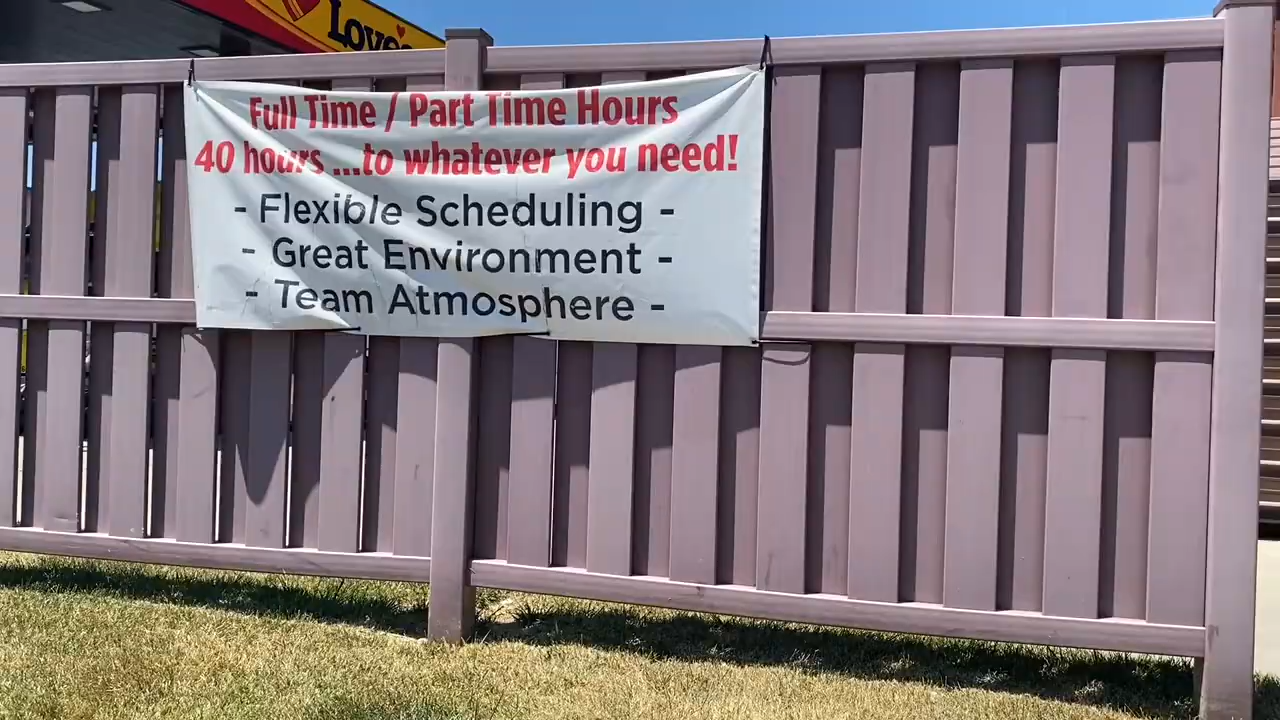 Love's
Full Time / Part Time Hours
40 hours ...to whatever you need!
- Flexible Scheduling -
- Great Environment -
- Team Atmosphere -